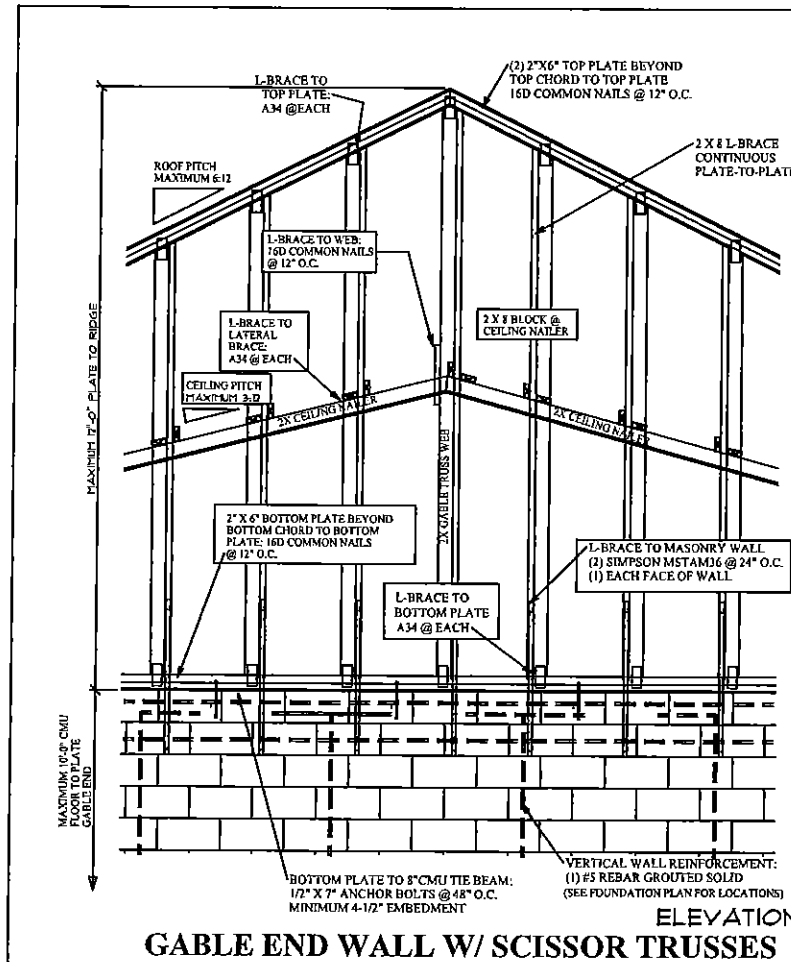 L-BRACE TO
TOP PLATE:
A34 @EACH
(2) 2"X6" TOP PLATE BEYOND
TOP CHORD TO TOP PLATE
16D COMMON NAILS @ 12" O.C.
2 X 8 L-BRACE
CONTINUOUS
PLATE-TO-PLATE
ROOF PITCH
MAXIMUM 6:12
L-BRACE TO WEB:
16D COMMON NAILS
@ 12" O.C.
L-BRACE TO
LATERAL
BRACE:
A34 @ EACH
2 X 8 BLOCK @
CEILING NAILER
CEILING PITCH
MAXIMUM 3:12
2X CEILING NAILER
2X CEILING NAILER
MAXIMUM 12'-0" PLATE TO RIDGE
2X GABLE TRUSS WEB
2" X 6" BOTTOM PLATE BEYOND
BOTTOM CHORD TO BOTTOM
PLATE: 16D COMMON NAILS
@ 12" O.C.
L-BRACE TO MASONRY WALL
(2) SIMPSON MSTAM36 @ 24" O.C.
(1) EACH FACE OF WALL
L-BRACE TO
BOTTOM PLATE
A34 @ EACH
MAXIMUM 10'-0" CMU
FLOOR TO PLATE
GABLE END
BOTTOM PLATE TO 8"CMU TIE BEAM:
1/2" X 7" ANCHOR BOLTS @ 48" O.C.
MINIMUM 4-1/2" EMBEDMENT
VERTICAL WALL REINFORCEMENT:
(1) #5 REBAR GROUTED SOLID
(SEE FOUNDATION PLAN FOR LOCATIONS)
ELEVATION
GABLE END WALL W/ SCISSOR TRUSSES